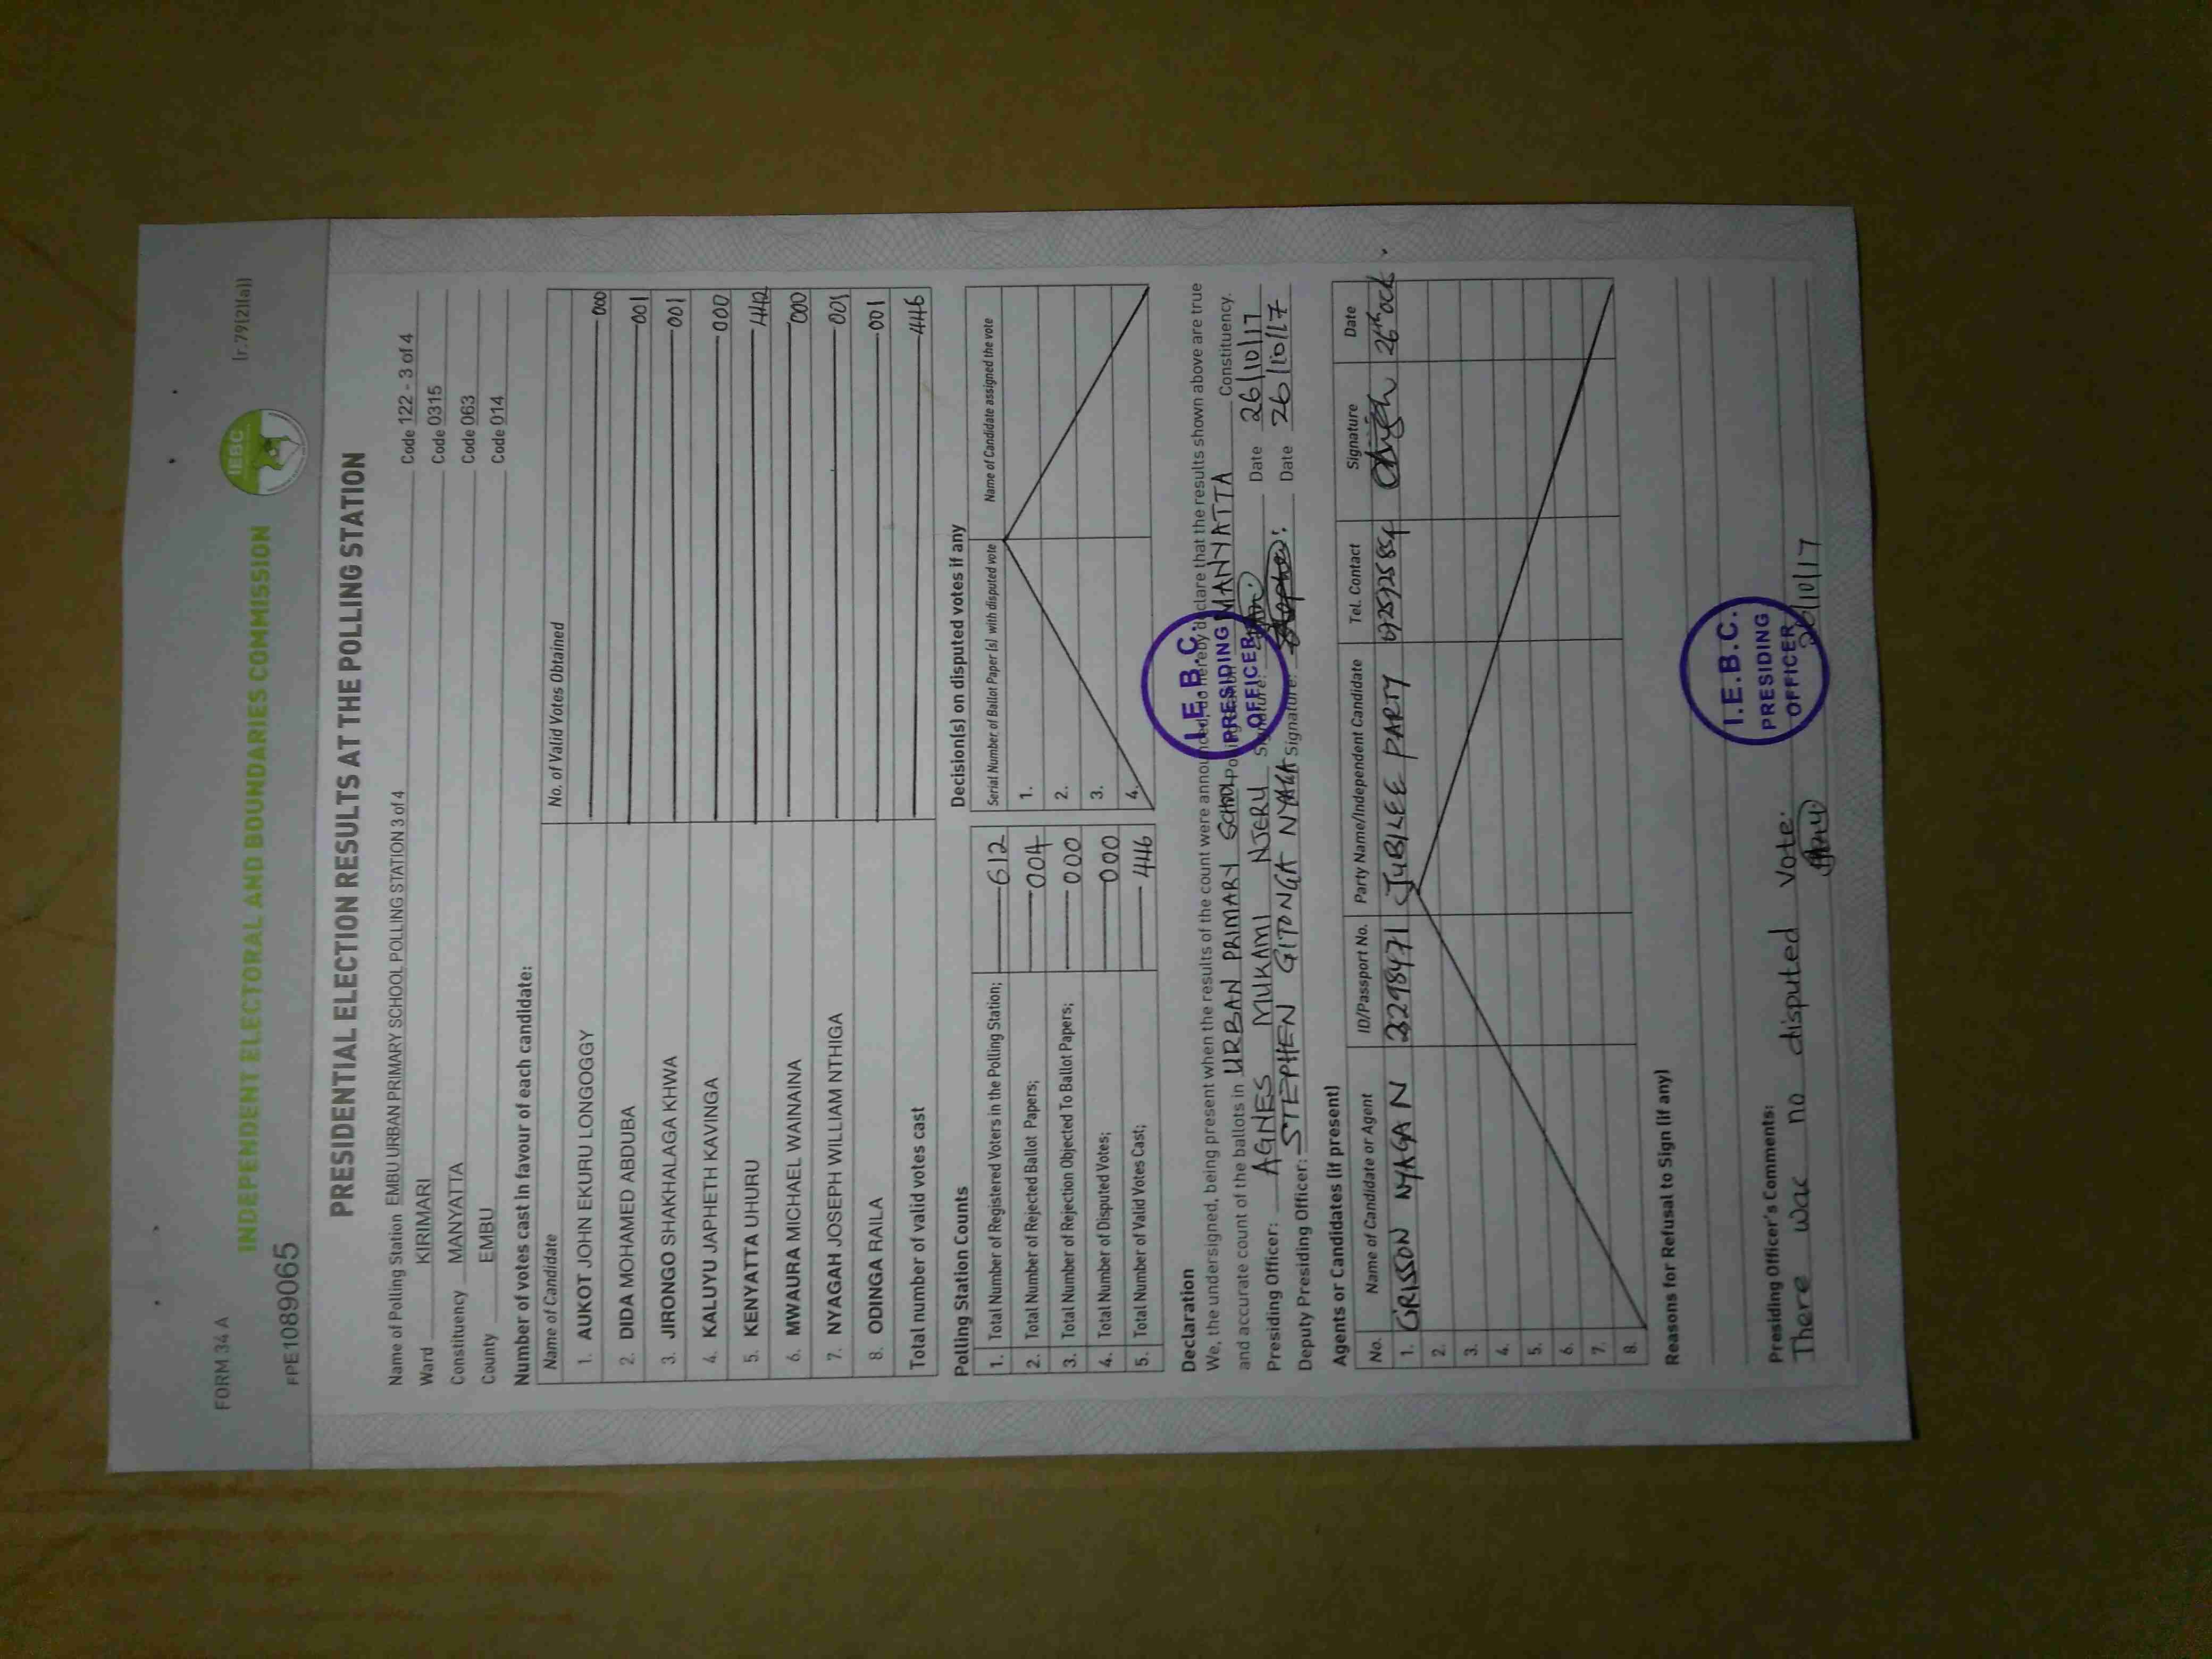 FORM 34 A
[r.79(2)(a)]
INDEPENDENT ELECTORAL AND BOUNDARIES COMMISSION
IEBC
FPE1089065
PRESIDENTIAL ELECTION RESULTS AT THE POLLING STATION
Name of Polling Station EMBU URBAN PRIMARY SCHOOL POLLING STATION 3 of 4 Code 122 - 3 of 4
Ward KIRIMARI Code 0315
Constituency MANYATTA Code 063
County EMBU Code 014
Number of votes cast in favour of each candidate:
Name of Candidate No. of Valid Votes Obtained
1. AUKOT JOHN EKURU LONGOGGY 000
2. DIDA MOHAMED ABDUBA 001
3. JIRONGO SHAKHALAGA KHWA 001
4. KALUYU JAPHETH KAVINGA 000
5. KENYATTA UHURU 442
6. MWAURA MICHAEL WAINAINA 000
7. NYAGAH JOSEPH WILLIAM NTHIGA 001
8. ODINGA RAILA 001
Total number of valid votes cast 446
Polling Station Counts
1. Total Number of Registered Voters in the Polling Station; 612
2. Total Number of Rejected Ballot Papers; 004
3. Total Number of Rejection Objected To Ballot Papers; 000
4. Total Number of Disputed Votes; 000
5. Total Number of Valid Votes Cast; 446
Decision(s) on disputed votes if any
Serial Number of Ballot Paper (s) with disputed vote Name of Candidate assigned the vote
1.
2.
3.
4.
Declaration
We, the undersigned, being present when the results of the count were announced, do hereby declare that the results shown above are true
and accurate count of the ballots in URBAN PRIMARY SCHOOL Polling MANYATTA Constituency.
Presiding Officer: AGNES MUKAMI NJERU Signature: Date 26/10/17
Deputy Presiding Officer: STEPHEN GITONGA NYAGA Signature: Date 26/10/17
I.E.B.C.
PRESIDING
OFFICER
Agents or Candidates (if present)
No. Name of Candidate or Agent ID/Passport No. Party Name/Independent Candidate Tel. Contact Signature Date
1. GRISSON NYAGA N JUBILEE PARTY 26th Oct.
2.
3.
4.
5.
6.
7.
8.
Reasons for Refusal to Sign (if any)
Presiding Officer's Comments:
There was no disputed vote.
26/10/17
I.E.B.C.
PRESIDING
OFFICER